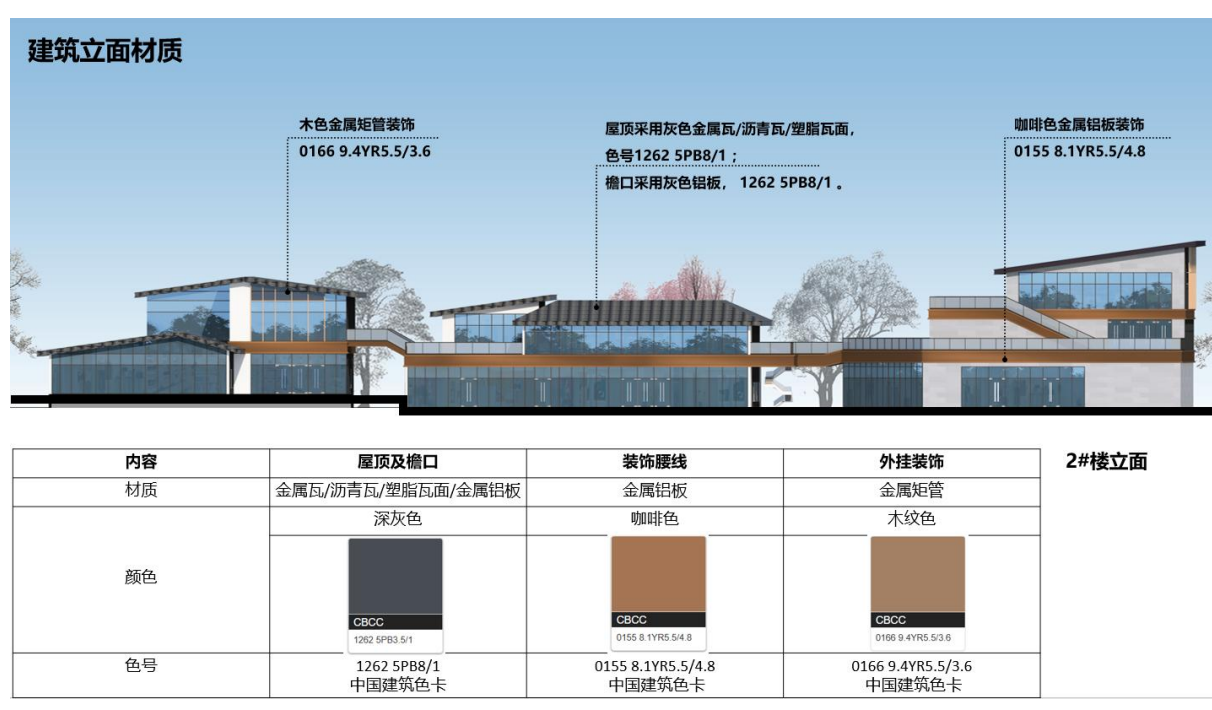 建筑立面材质
木色金属矩管装饰
0166 9.4YR5.5/3.6
屋顶采用灰色金属瓦/沥青瓦/塑脂瓦面，
色号1262 5PB8/1；
檐口采用灰色铝板， 1262 5PB8/1 。
咖啡色金属铝板装饰
0155 8.1YR5.5/4.8
内容 屋顶及檐口 装饰腰线 外挂装饰
2#楼立面
材质 金属瓦/沥青瓦/塑脂瓦面/金属铝板 金属铝板 金属矩管
颜色 深灰色 咖啡色 木纹色
CBCC CBCC CBCC
1262 5PB3.5/1 0155 8.1YR5.5/4.8 0166 9.4YR5.5/3.6
色号 1262 5PB8/1 0155 8.1YR5.5/4.8 0166 9.4YR5.5/3.6
中国建筑色卡 中国建筑色卡 中国建筑色卡